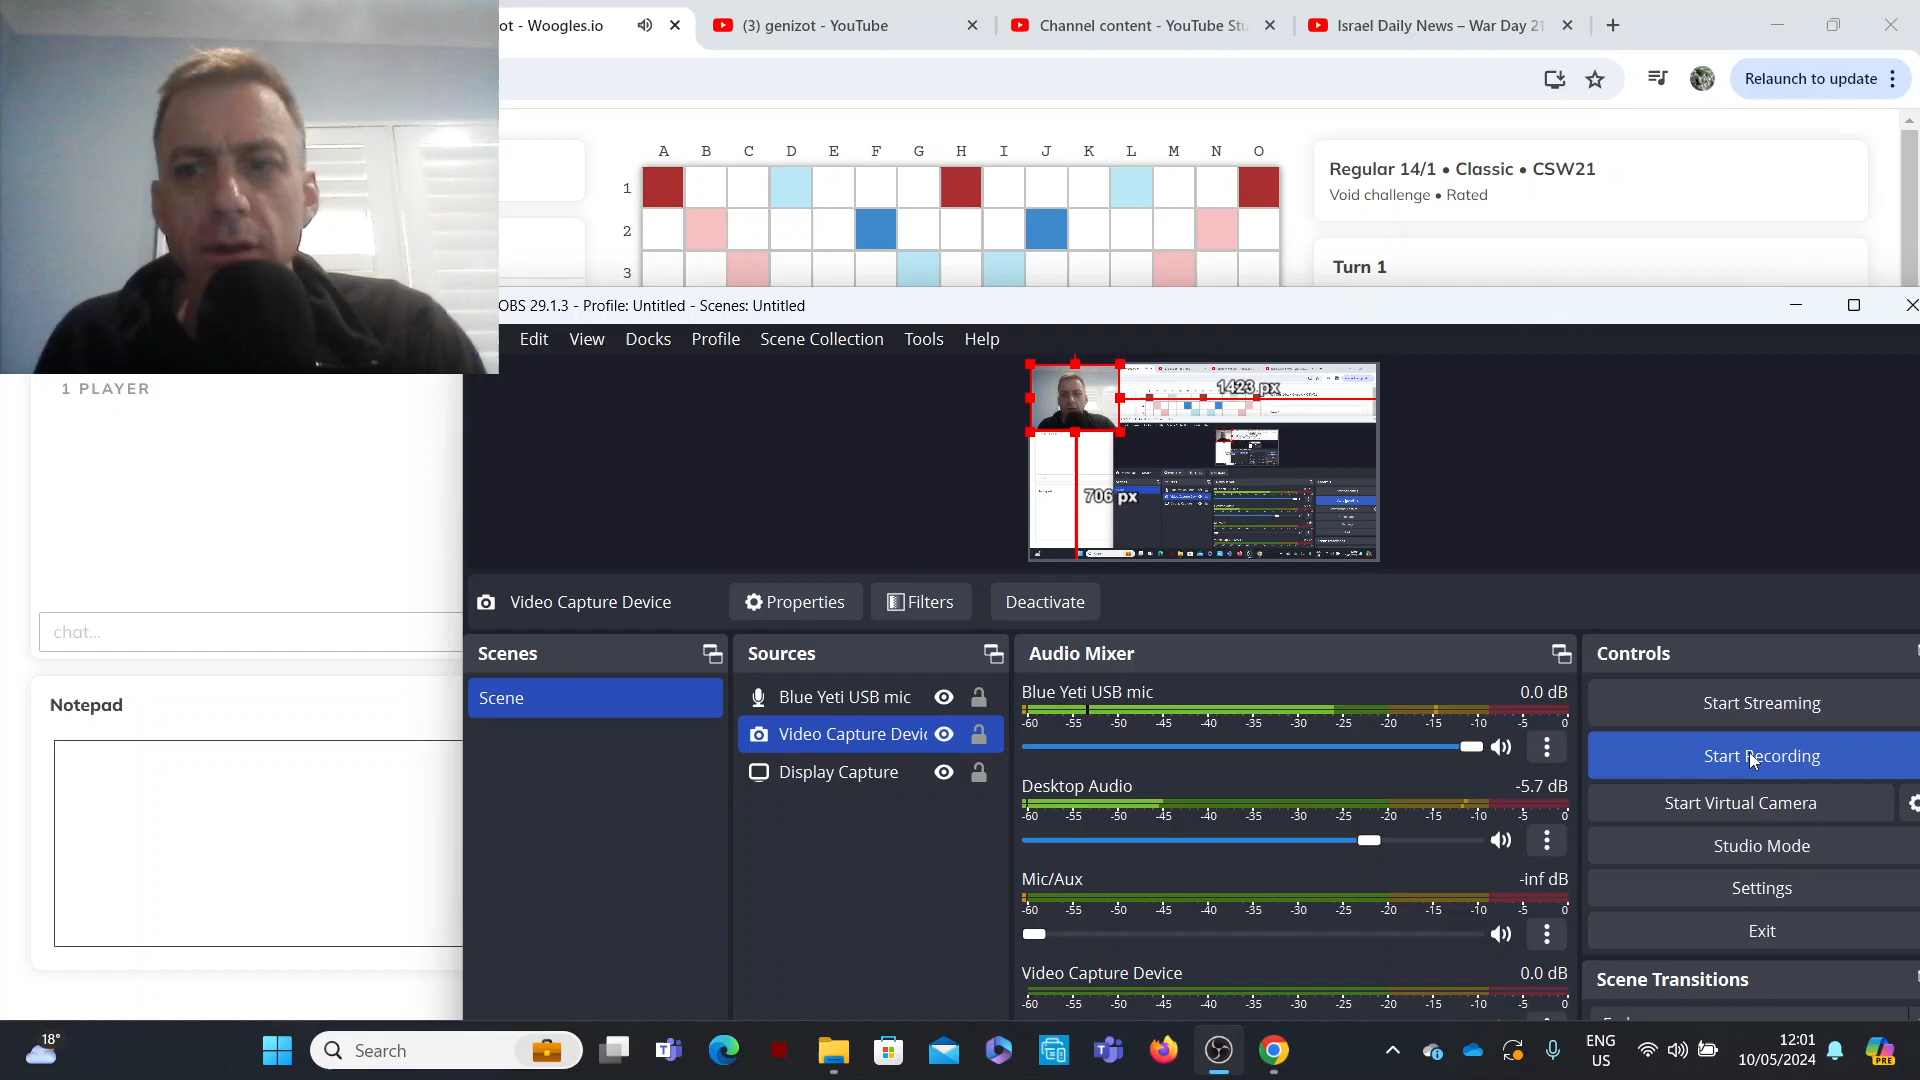 ot - Woogles.io
(3) genizot - YouTube
Channel content - YouTube Stu
Israel Daily News – War Day 21
Relaunch to update
A B C D E F G H I J K L M N O
1
2
3
Regular 14/1 • Classic • CSW21
Void challenge • Rated
Turn 1
OBS 29.1.3 - Profile: Untitled - Scenes: Untitled
Edit View Docks Profile Scene Collection Tools Help
1 PLAYER
1423 px
706 px
chat...
Video Capture Device
Properties
Filters
Deactivate
Scenes
Sources
Audio Mixer
Controls
Scene
Blue Yeti USB mic
Video Capture Devic
Display Capture
Blue Yeti USB mic 0.0 dB
-60 -55 -50 -45 -40 -35 -30 -25 -20 -15 -10 -5 0
Desktop Audio -5.7 dB
-60 -55 -50 -45 -40 -35 -30 -25 -20 -15 -10 -5 0
Mic/Aux -inf dB
-60 -55 -50 -45 -40 -35 -30 -25 -20 -15 -10 -5 0
Video Capture Device 0.0 dB
-60 -55 -50 -45 -40 -35 -30 -25 -20 -15 -10 -5 0
Start Streaming
Start Recording
Start Virtual Camera
Studio Mode
Settings
Exit
Scene Transitions
Notepad
18°
Search
ENG
US
12:01
10/05/2024
PRE